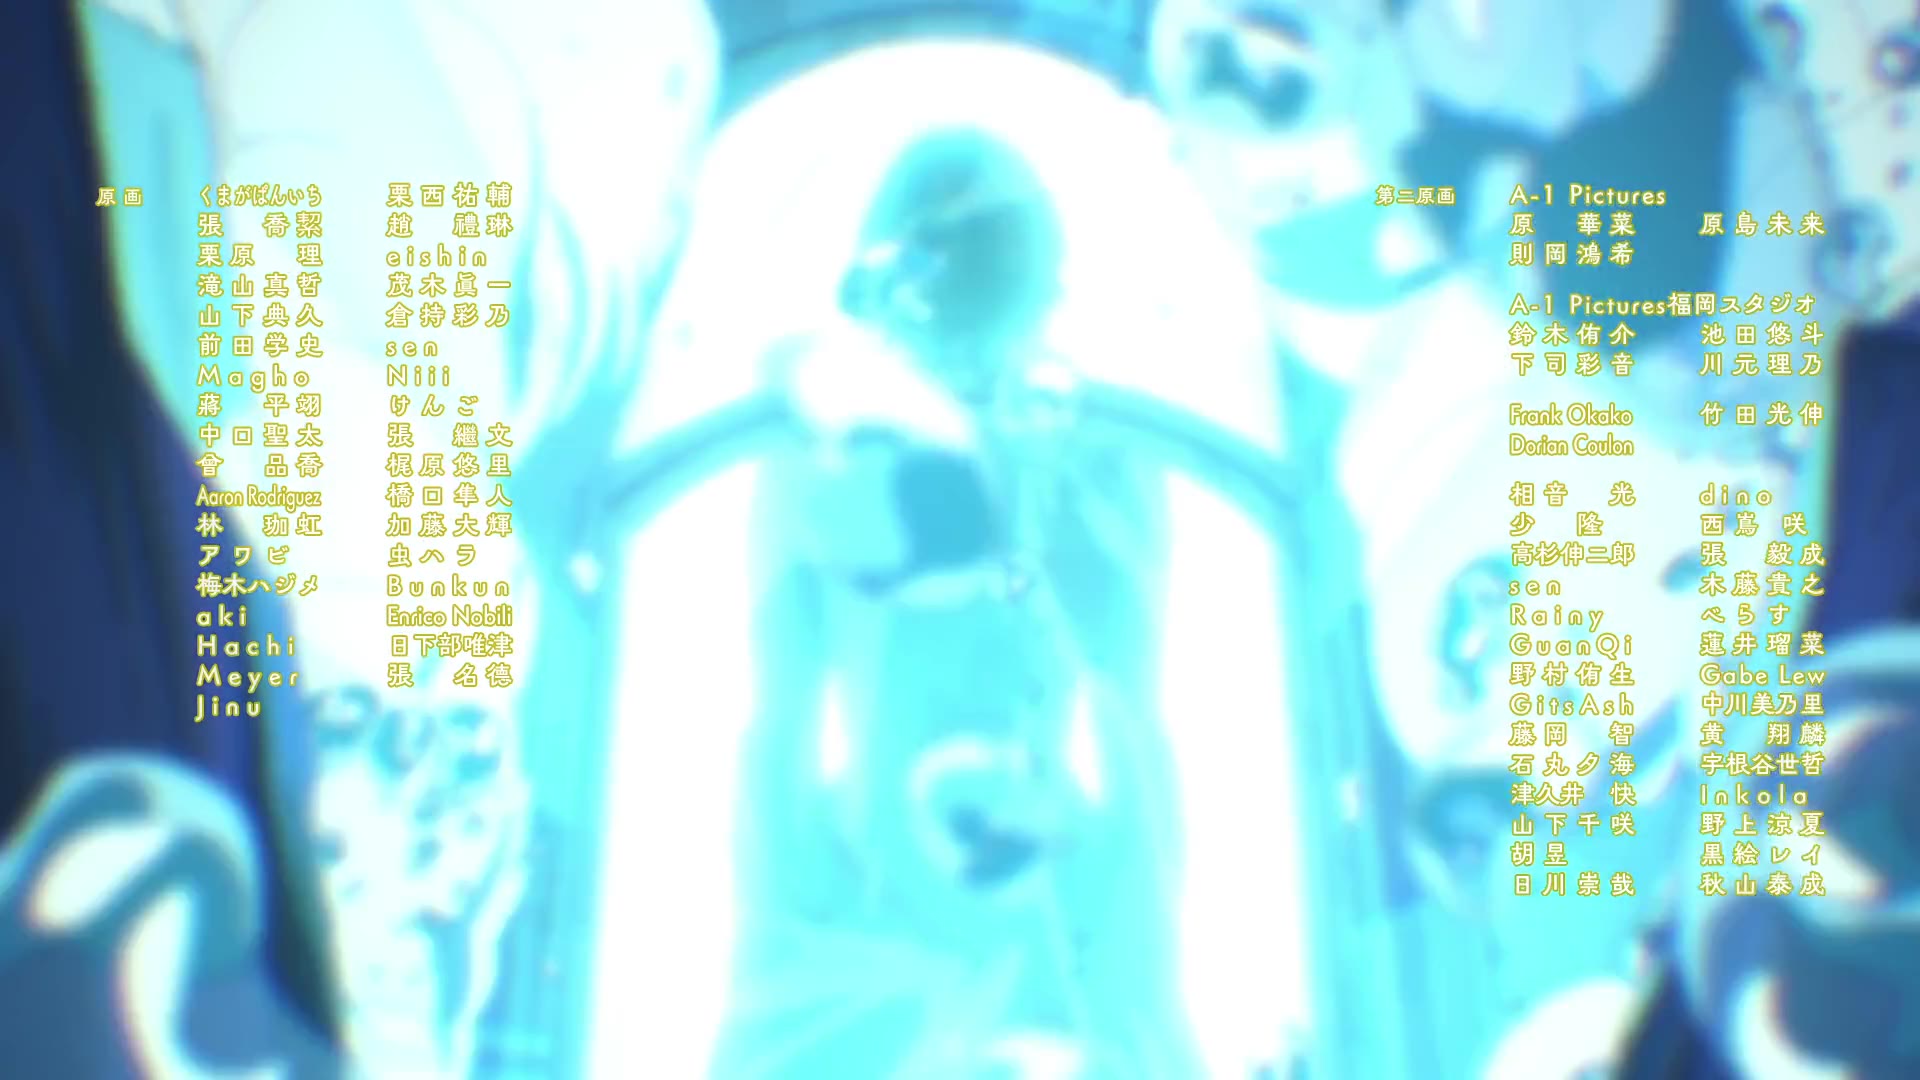 原画
くまがぱんいち 栗西祐輔
張 喬絜 趙 禮琳
栗原 理 eishin
滝山真哲 茂木眞一
山下典久 倉持彩乃
前田学史 sen
Magho Niii
蔣 平翊 けんご
中口聖太 張 繼文
曾 品喬 梶原悠里
Aaron Rodriguez 橋口隼人
林 珈虹 加藤大輝
アワビ 虫ハラ
梅木ハジメ Bunkun
aki Enrico Nobili
Hachi 日下部唯津
Meyer 張 名德
Jinu
第二原画
A-1 Pictures
原 華菜 原島未来
則岡鴻希
A-1 Pictures福岡スタジオ
鈴木侑介 池田悠斗
下司彩音 川元理乃
Frank Okako 竹田光伸
Dorian Coulon
相音 光 dino
少 隆 西嶌 咲
高杉伸二郎 張 毅成
sen 木藤貴之
Rainy べらす
GuanQi 蓮井瑠菜
野村侑生 Gabe Lew
GitsAsh 中川美乃里
藤岡 智 黄 翔麟
石丸夕海 宇根谷世哲
津久井 快 Inkola
山下千咲 野上涼夏
胡昱 黒絵レイ
日川崇哉 秋山泰成